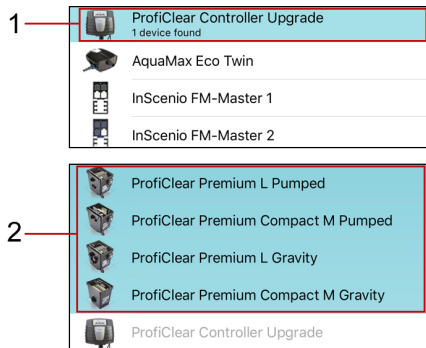 1
ProfiClear Controller Upgrade
1 device found
AquaMax Eco Twin
InScenio FM-Master 1
InScenio FM-Master 2
2
ProfiClear Premium L Pumped
ProfiClear Premium Compact M Pumped
ProfiClear Premium L Gravity
ProfiClear Premium Compact M Gravity
ProfiClear Controller Upgrade